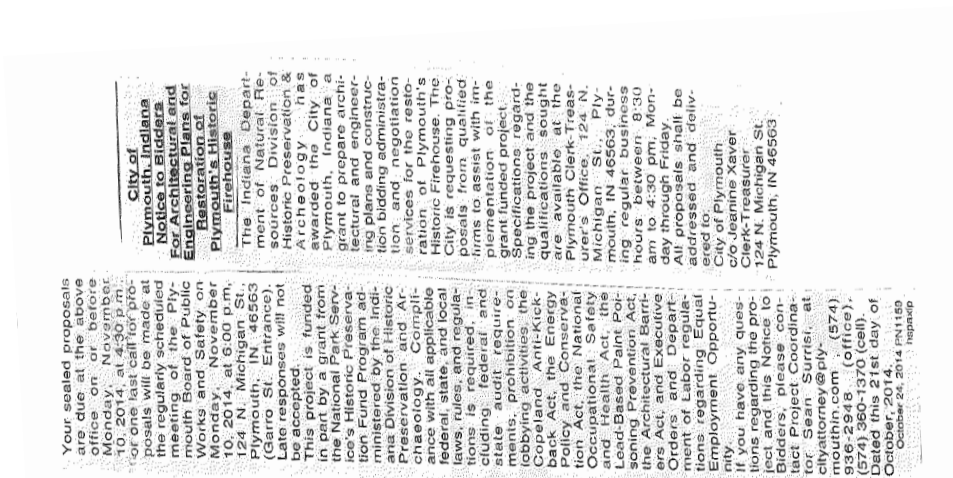 City of
Plymouth, Indiana
Notice to Bidders
For Architectural and
Engineering Plans for
Restoration of
Plymouth's Historic
Firehouse
The Indiana Depart-
ment of Natural Re-
sources, Division of
Historic Preservation &
Archeology has
awarded the City of
Plymouth, Indiana a
grant to prepare archi-
tectural and engineer-
ing plans and construc-
tion bidding administra-
tion and negotiation
services for the resto-
ration of Plymouth's
Historic Firehouse. The
City is requesting pro-
posals from qualified
firms to assist with im-
plementation of the
grant funded project.
Specifications regard-
ing the project and the
qualifications sought
are available at the
Plymouth Clerk-Treas-
urer's Office, 124 N.
Michigan St., Ply-
mouth, IN 46563, dur-
ing regular business
hours between 8:30
am to 4:30 pm, Mon-
day through Friday.
All proposals shall be
addressed and deliv-
ered to:
City of Plymouth
c/o Jeanine Xaver
Clerk-Treasurer
124 N. Michigan St.
Plymouth, IN 46563
Your sealed proposals
are due at the above
office on or before
Monday, November
10, 2014, at 4:30 p.m.,
or one last call for pro-
posals will be made at
the regularly scheduled
meeting of the Ply-
mouth Board of Public
Works and Safety on
Monday, November
10, 2014, at 6:00 p.m.,
124 N. Michigan St.,
Plymouth, IN 46563
(Garro St. Entrance).
Late responses will not
be accepted.
This project is funded
in part by a grant from
the National Park Serv-
ice's Historic Preserva-
tion Fund Program ad-
ministered by the Indi-
ana Division of Historic
Preservation and Ar-
chaeology. Compli-
ance with all applicable
federal, state, and local
laws, rules, and regula-
tions is required, in-
cluding federal and
state audit require-
ments, prohibition on
lobbying activities, the
Copeland Anti-Kick-
back Act, the Energy
Policy and Conserva-
tion Act, the National
Occupational Safety
and Health Act, the
Lead-Based Paint Poi-
soning Prevention Act,
the Architectural Barri-
ers Act, and Executive
Orders and Depart-
ment of Labor regula-
tions regarding Equal
Employment Opportu-
nity.
If you have any ques-
tions regarding the pro-
ject and this Notice to
Bidders, please con-
tact Project Coordina-
tor Sean Surrisi, at
cityattorney@ply-
mouthin.com, (574)
936-2948 (office),
(574) 360-1370 (cell).
Dated this 21st day of
October, 2014.
October 24, 2014 PN1159
hspaxlp